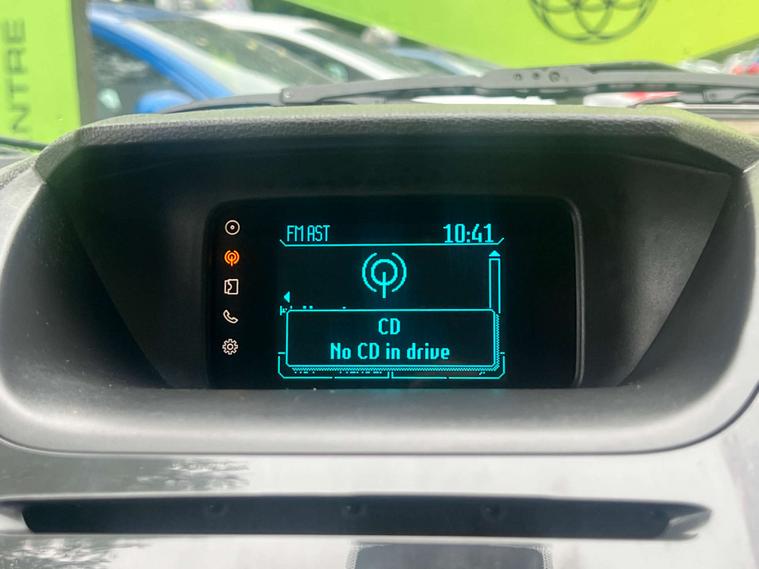 NTRE
FM AST
10:41
CD
No CD in drive